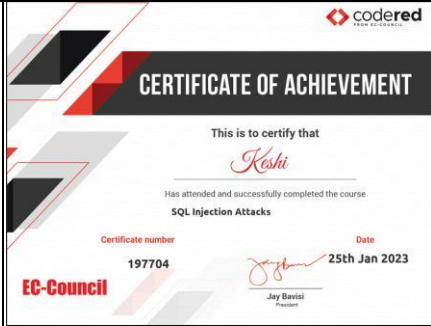 codered
FROM EC-COUNCIL
CERTIFICATE OF ACHIEVEMENT
This is to certify that
Keshi
Has attended and successfully completed the course
SQL Injection Attacks
Certificate number
Date
197704
25th Jan 2023
EC-Council
Jay Bavisi
President